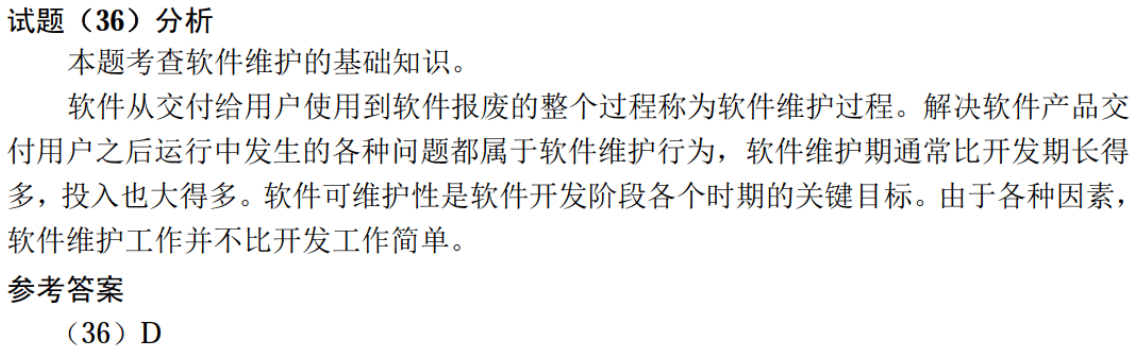 试题（36）分析
本题考查软件维护的基础知识。
软件从交付给用户使用到软件报废的整个过程称为软件维护过程。解决软件产品交
付用户之后运行中发生的各种问题都属于软件维护行为，软件维护期通常比开发期长得
多，投入也大得多。软件可维护性是软件开发阶段各个时期的关键目标。由于各种因素，
软件维护工作并不比开发工作简单。
参考答案
（36）D